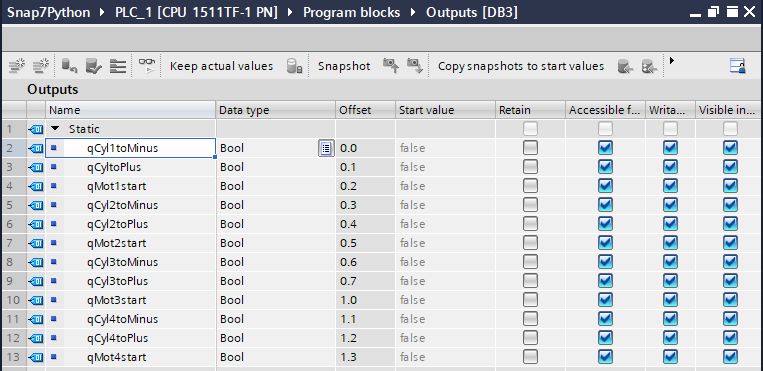 Snap7Python ▸ PLC_1 [CPU 1511TF-1 PN] ▸ Program blocks ▸ Outputs [DB3]
Keep actual values Snapshot Copy snapshots to start values
Outputs
Name Data type Offset Start value Retain Accessible f... Writa... Visible in...
1 Static
2 qCyl1toMinus Bool 0.0 false
3 qCyltoPlus Bool 0.1 false
4 qMot1start Bool 0.2 false
5 qCyl2toMinus Bool 0.3 false
6 qCyl2toPlus Bool 0.4 false
7 qMot2start Bool 0.5 false
8 qCyl3toMinus Bool 0.6 false
9 qCyl3toPlus Bool 0.7 false
10 qMot3start Bool 1.0 false
11 qCyl4toMinus Bool 1.1 false
12 qCyl4toPlus Bool 1.2 false
13 qMot4start Bool 1.3 false